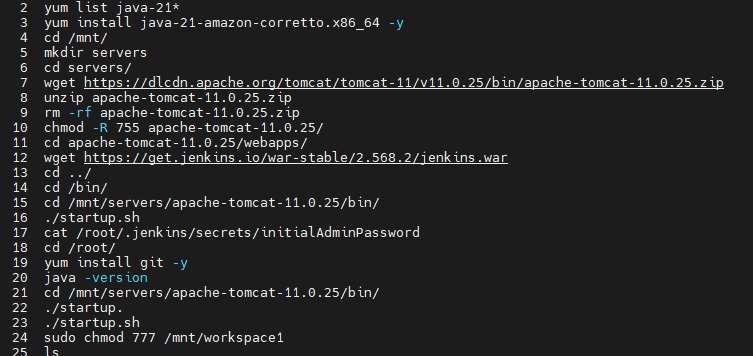 2 yum list java-21*
3 yum install java-21-amazon-corretto.x86_64 -y
4 cd /mnt/
5 mkdir servers
6 cd servers/
7 wget https://dlcdn.apache.org/tomcat/tomcat-11/v11.0.25/bin/apache-tomcat-11.0.25.zip
8 unzip apache-tomcat-11.0.25.zip
9 rm -rf apache-tomcat-11.0.25.zip
10 chmod -R 755 apache-tomcat-11.0.25/
11 cd apache-tomcat-11.0.25/webapps/
12 wget https://get.jenkins.io/war-stable/2.568.2/jenkins.war
13 cd ../
14 cd /bin/
15 cd /mnt/servers/apache-tomcat-11.0.25/bin/
16 ./startup.sh
17 cat /root/.jenkins/secrets/initialAdminPassword
18 cd /root/
19 yum install git -y
20 java -version
21 cd /mnt/servers/apache-tomcat-11.0.25/bin/
22 ./startup.
23 ./startup.sh
24 sudo chmod 777 /mnt/workspace1
25 ls